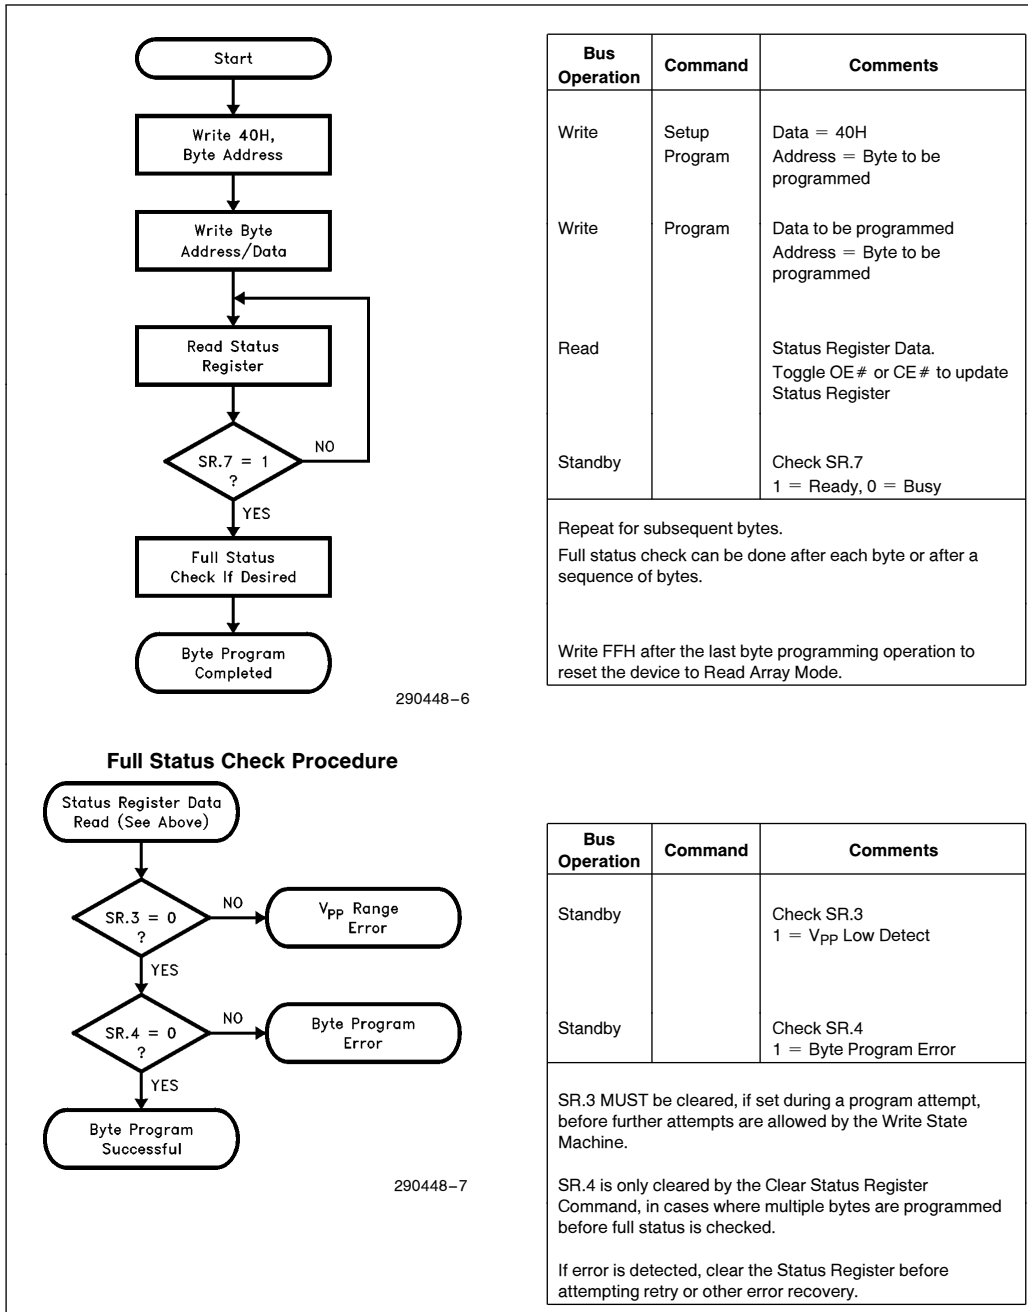 Start
Write 40H,
Byte Address
Write Byte
Address/Data
Read Status
Register
SR.7 = 1
?
NO
YES
Full Status
Check If Desired
Byte Program
Completed
290448–6
Bus
Operation
Command
Comments
Write
Setup
Program
Data = 40H
Address = Byte to be
programmed
Write
Program
Data to be programmed
Address = Byte to be
programmed
Read
Status Register Data.
Toggle OE# or CE# to update
Status Register
Standby
Check SR.7
1 = Ready, 0 = Busy
Repeat for subsequent bytes.
Full status check can be done after each byte or after a
sequence of bytes.
Write FFH after the last byte programming operation to
reset the device to Read Array Mode.
Full Status Check Procedure
Status Register Data
Read (See Above)
SR.3 = 0
?
NO
VPP Range
Error
YES
SR.4 = 0
?
NO
Byte Program
Error
YES
Byte Program
Successful
290448–7
Bus
Operation
Command
Comments
Standby
Check SR.3
1 = VPP Low Detect
Standby
Check SR.4
1 = Byte Program Error
SR.3 MUST be cleared, if set during a program attempt,
before further attempts are allowed by the Write State
Machine.
SR.4 is only cleared by the Clear Status Register
Command, in cases where multiple bytes are programmed
before full status is checked.
If error is detected, clear the Status Register before
attempting retry or other error recovery.